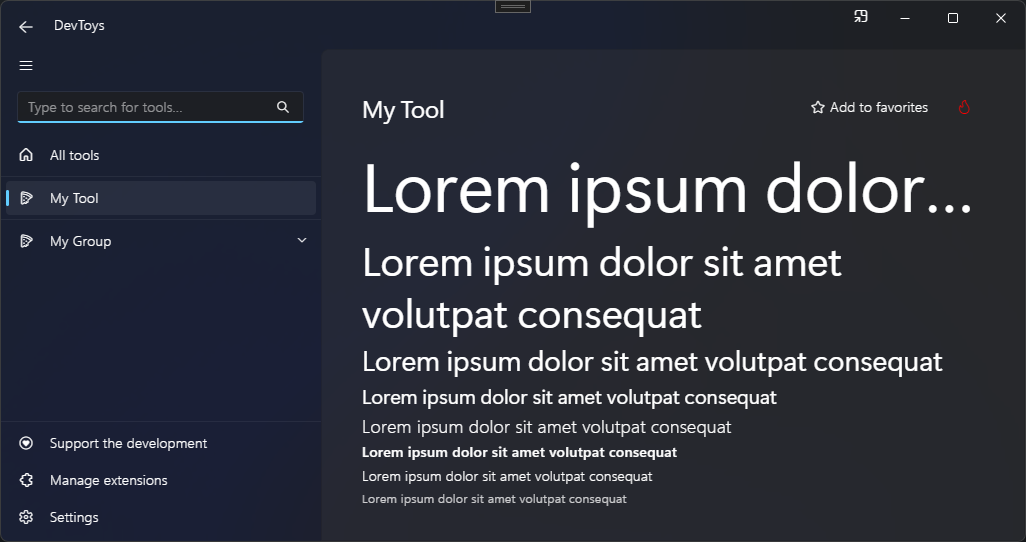 DevToys
Type to search for tools...
All tools
My Tool
My Group
Support the development
Manage extensions
Settings
My Tool
Add to favorites
Lorem ipsum dolor...
Lorem ipsum dolor sit amet
volutpat consequat
Lorem ipsum dolor sit amet volutpat consequat
Lorem ipsum dolor sit amet volutpat consequat
Lorem ipsum dolor sit amet volutpat consequat
Lorem ipsum dolor sit amet volutpat consequat
Lorem ipsum dolor sit amet volutpat consequat
Lorem ipsum dolor sit amet volutpat consequat